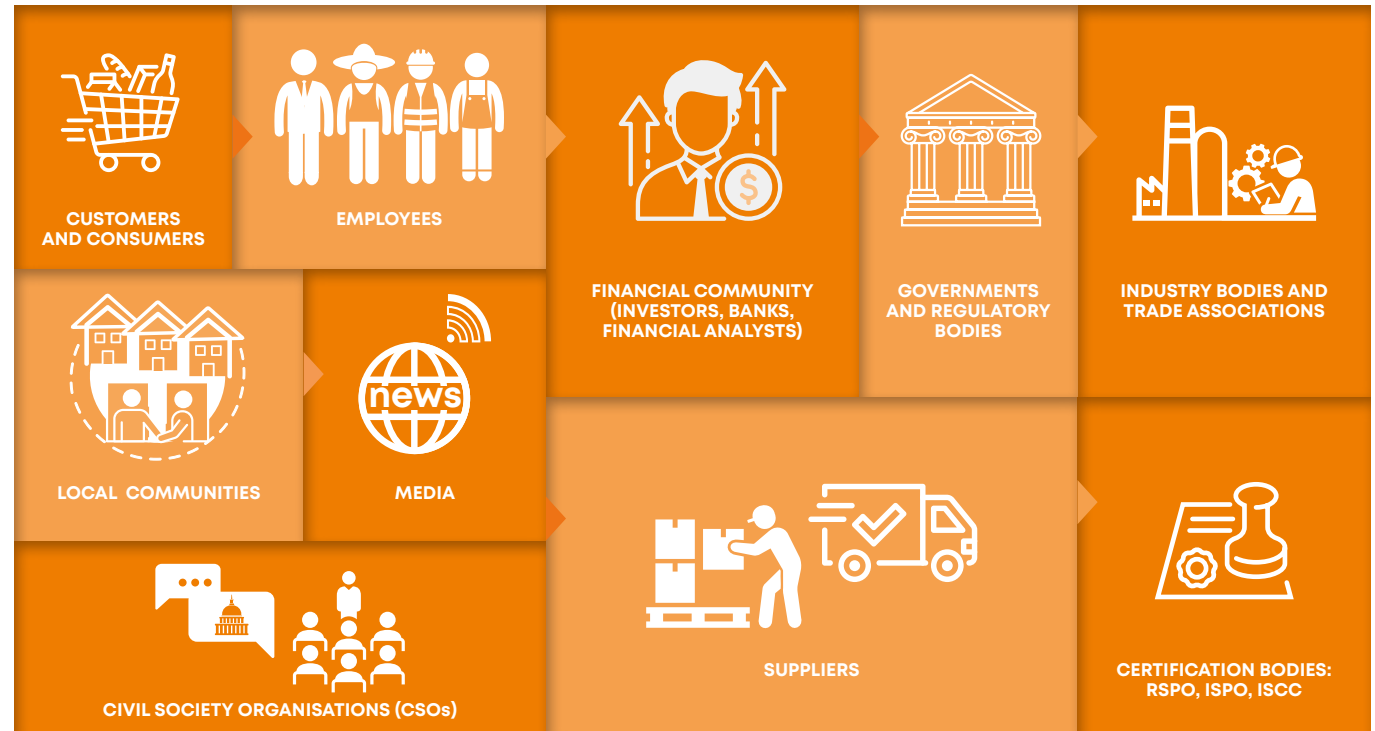 CUSTOMERS
AND CONSUMERS
EMPLOYEES
$
FINANCIAL COMMUNITY
(INVESTORS, BANKS,
FINANCIAL ANALYSTS)
GOVERNMENTS
AND REGULATORY
BODIES
INDUSTRY BODIES AND
TRADE ASSOCIATIONS
LOCAL COMMUNITIES
news
MEDIA
CIVIL SOCIETY ORGANISATIONS (CSOs)
SUPPLIERS
CERTIFICATION BODIES:
RSPO, ISPO, ISCC